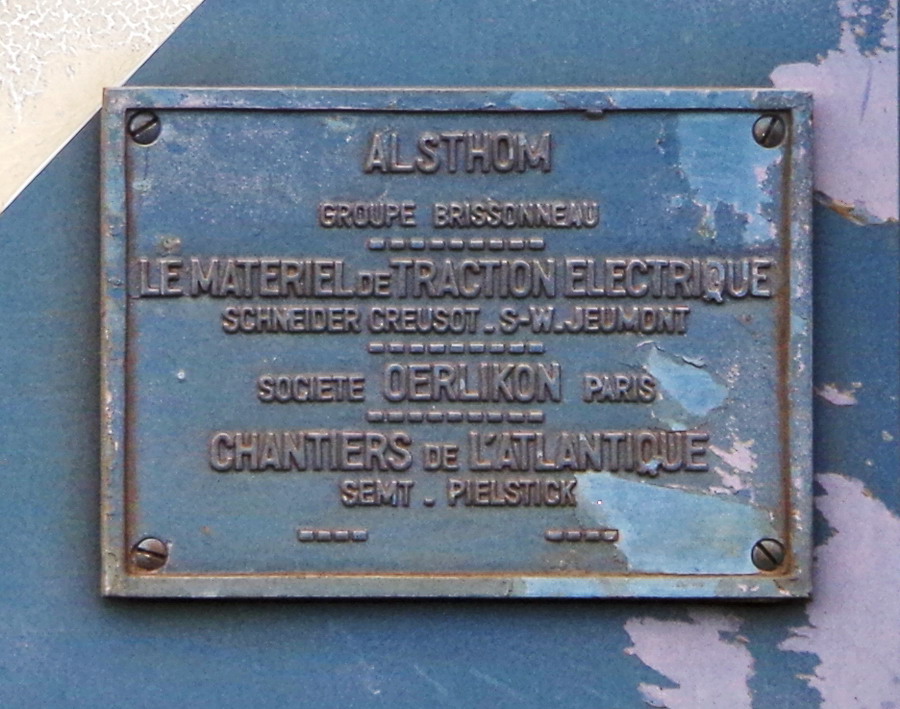 ALSTHOM
GROUPE BRISSONNEAU
LE MATERIEL DE TRACTION ELECTRIQUE
SCHNEIDER CREUSOT. S-W. JEUMONT
SOCIETE OERLIKON PARIS
CHANTIERS DE L'ATLANTIQUE
SEMT. PIELSTICK